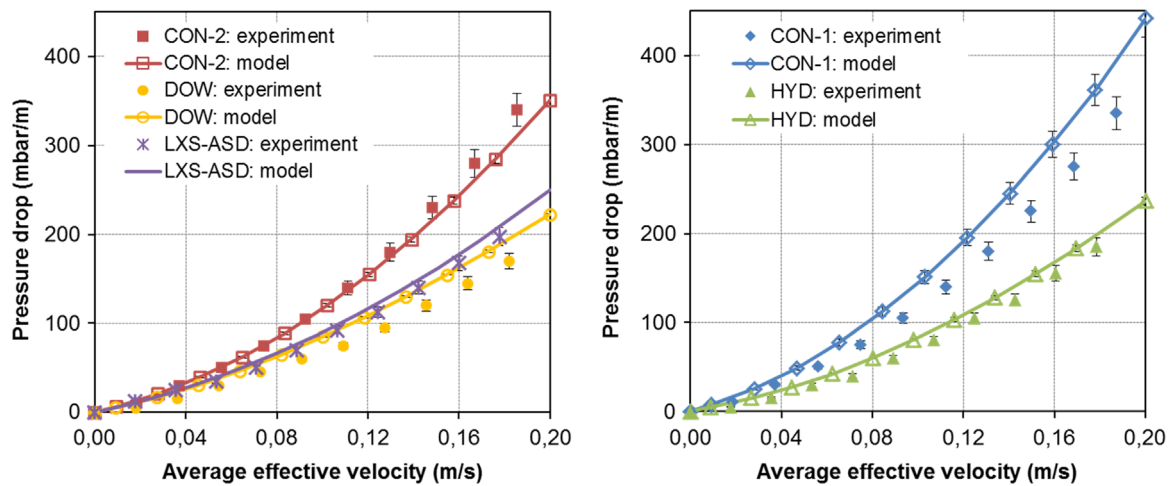 400
300
200
100
0
Pressure drop (mbar/m)
CON-2: experiment
CON-2: model
DOW: experiment
DOW: model
LXS-ASD: experiment
LXS-ASD: model
0,00 0,04 0,08 0,12 0,16 0,20
Average effective velocity (m/s)
400
300
200
100
0
Pressure drop (mbar/m)
CON-1: experiment
CON-1: model
HYD: experiment
HYD: model
0,00 0,04 0,08 0,12 0,16 0,20
Average effective velocity (m/s)